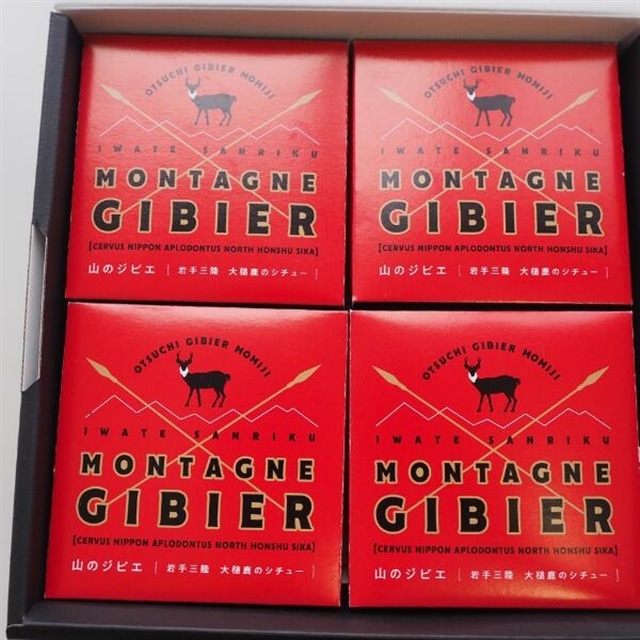 OTSUCHI GIBIER MOMIJI
IWATE SANRIKU
MONTAGNE
GIBIER
[CERVUS NIPPON APLODONTUS NORTH HONSHU SIKA]
山のジビエ [ 岩手三陸 大槌鹿のシチュー ]
OTSUCHI GIBIER MOMIJI
IWATE SANRIKU
MONTAGNE
GIBIER
[CERVUS NIPPON APLODONTUS NORTH HONSHU SIKA]
山のジビエ [ 岩手三陸 大槌鹿のシチュー ]
OTSUCHI GIBIER MOMIJI
IWATE SANRIKU
MONTAGNE
GIBIER
[CERVUS NIPPON APLODONTUS NORTH HONSHU SIKA]
山のジビエ [ 岩手三陸 大槌鹿のシチュー ]
OTSUCHI GIBIER MOMIJI
IWATE SANRIKU
MONTAGNE
GIBIER
[CERVUS NIPPON APLODONTUS NORTH HONSHU SIKA]
山のジビエ [ 岩手三陸 大槌鹿のシチュー ]